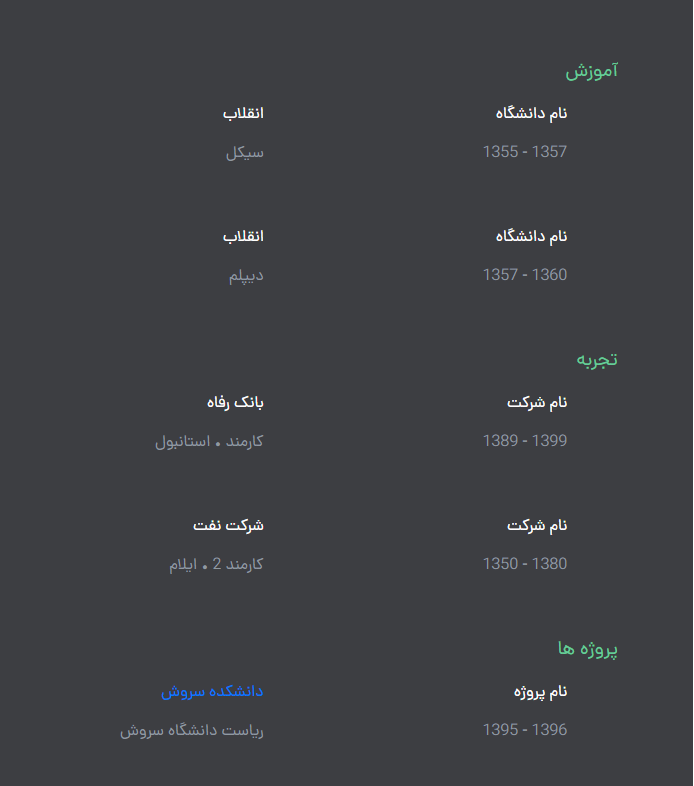 آموزش
نام دانشگاه انقلاب
1355 - 1357 سیکل
نام دانشگاه انقلاب
1357 - 1360 دیپلم
تجربه
نام شرکت بانک رفاه
1389 - 1399 کارمند • استانبول
نام شرکت شرکت نفت
1350 - 1380 کارمند 2 • ایلام
پروژه ها
نام پروژه دانشکده سروش
1395 - 1396 ریاست دانشگاه سروش